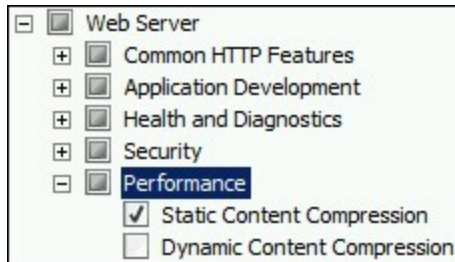 Web Server
Common HTTP Features
Application Development
Health and Diagnostics
Security
Performance
Static Content Compression
Dynamic Content Compression